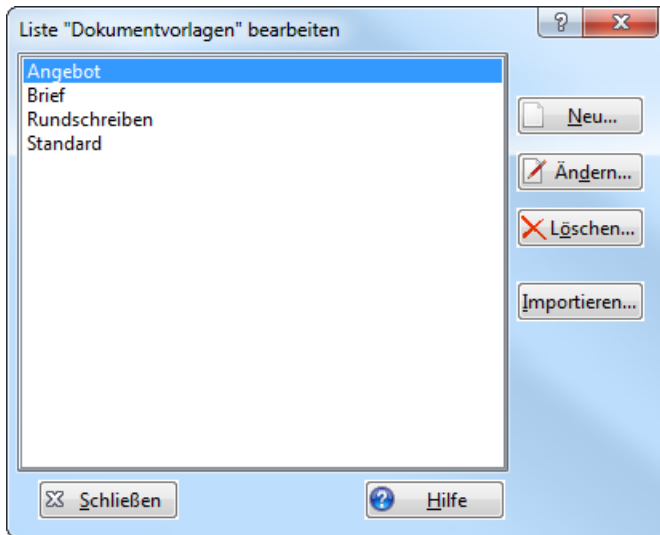 Liste "Dokumentvorlagen" bearbeiten
Angebot
Brief
Rundschreiben
Standard
Neu...
Ändern...
Löschen...
Importieren...
Schließen
Hilfe